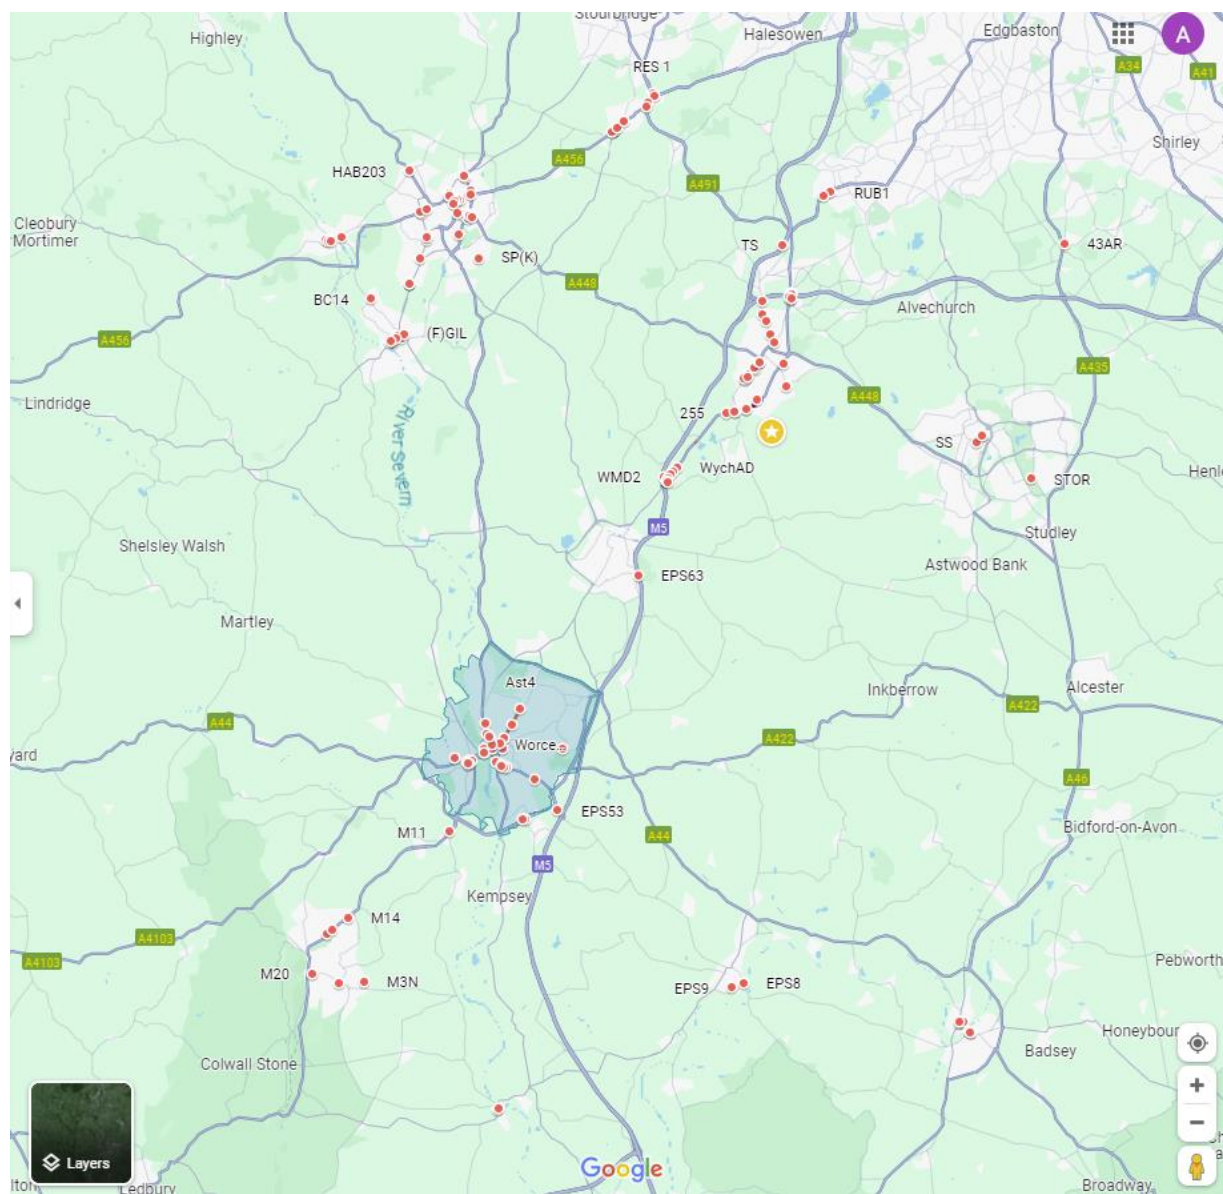 Stourbridge
Highley
Halesowen
Edgbaston
A
A34
A41
RES 1
Shirley
A456
HAB203
A491
RUB1
Cleobury
Mortimer
TS
43AR
SP(K)
A448
BC14
Alvechurch
(F)GIL
A456
A435
Lindridge
A448
255
River Severn
SS
WychAD
WMD2
STOR
M5
Studley
Shelsley Walsh
Astwood Bank
EPS63
Martley
Ast4
Inkberrow
Alcester
A422
A44
A422
Worce.
A46
EPS53
Bidford-on-Avon
M11
A44
M5
Kempsey
M14
A4103
A4103
Pebworth
M20
M3N
EPS9
EPS8
Badsey
Colwall Stone
Layers
Google
Ledbury
Broadway